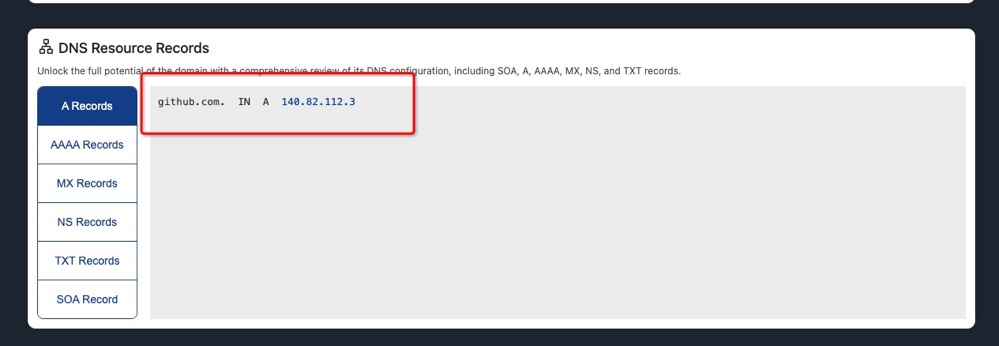 DNS Resource Records
Unlock the full potential of the domain with a comprehensive review of its DNS configuration, including SOA, A, AAAA, MX, NS, and TXT records.
A Records
AAAA Records
MX Records
NS Records
TXT Records
SOA Record
github.com. IN A 140.82.112.3